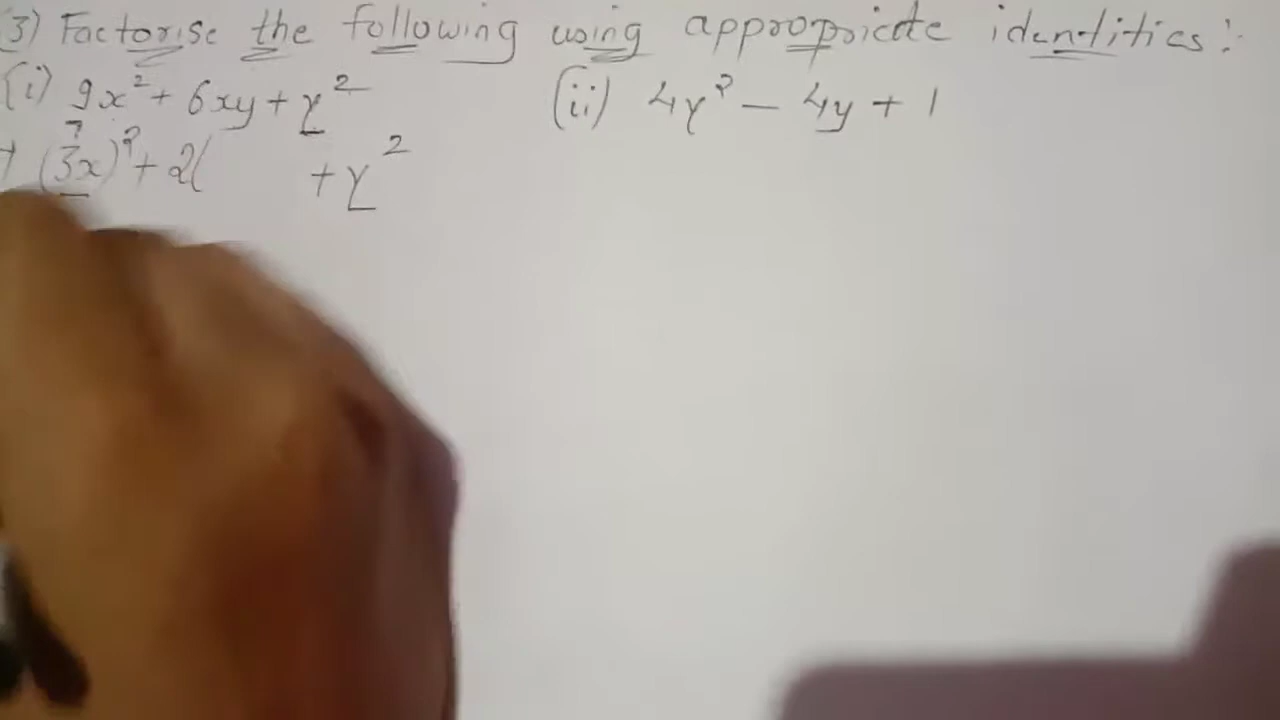 3) Factorise the following using appropriate identities:
(i) 9x² + 6xy + y²
(ii) 4y² - 4y + 1
(3x)² + 2( + y²